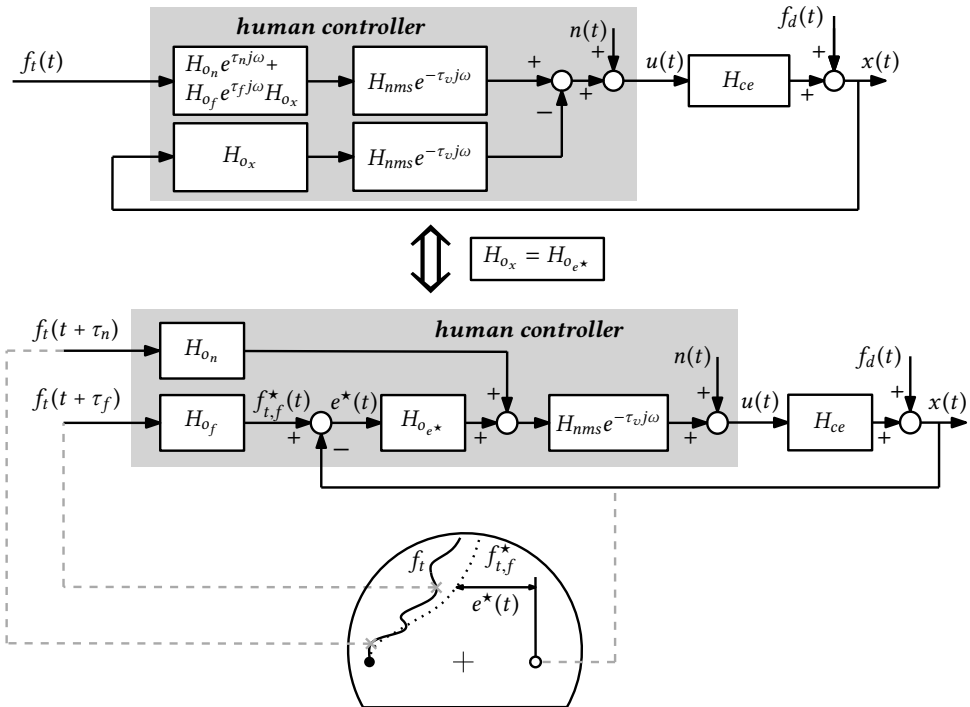 human controller
n(t)
f_d(t)
f_t(t)
H_{o_n} e^{τ_n jω} +
H_{o_f} e^{τ_f jω} H_{o_x}
H_{nms} e^{-τ_v jω}
+
−
+
+
u(t)
H_{ce}
+
+
x(t)
H_{o_x}
H_{nms} e^{-τ_v jω}
H_{o_x} = H_{o_{e^⋆}}
human controller
f_t(t + τ_n)
H_{o_n}
n(t)
f_d(t)
f_t(t + τ_f)
H_{o_f}
f^⋆_{t,f}(t)
+
−
e^⋆(t)
H_{o_{e^⋆}}
+
+
H_{nms} e^{-τ_v jω}
+
+
u(t)
H_{ce}
+
+
x(t)
f_t
f^⋆_{t,f}
e^⋆(t)